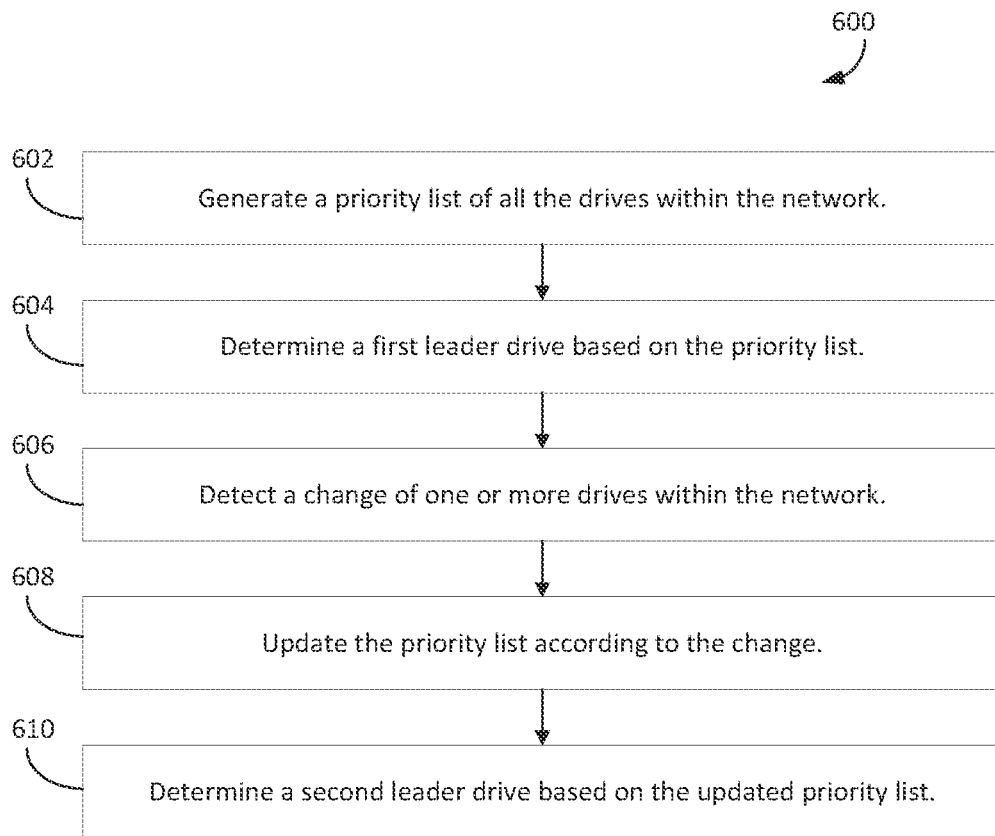 600
602
Generate a priority list of all the drives within the network.
604
Determine a first leader drive based on the priority list.
606
Detect a change of one or more drives within the network.
608
Update the priority list according to the change.
610
Determine a second leader drive based on the updated priority list.